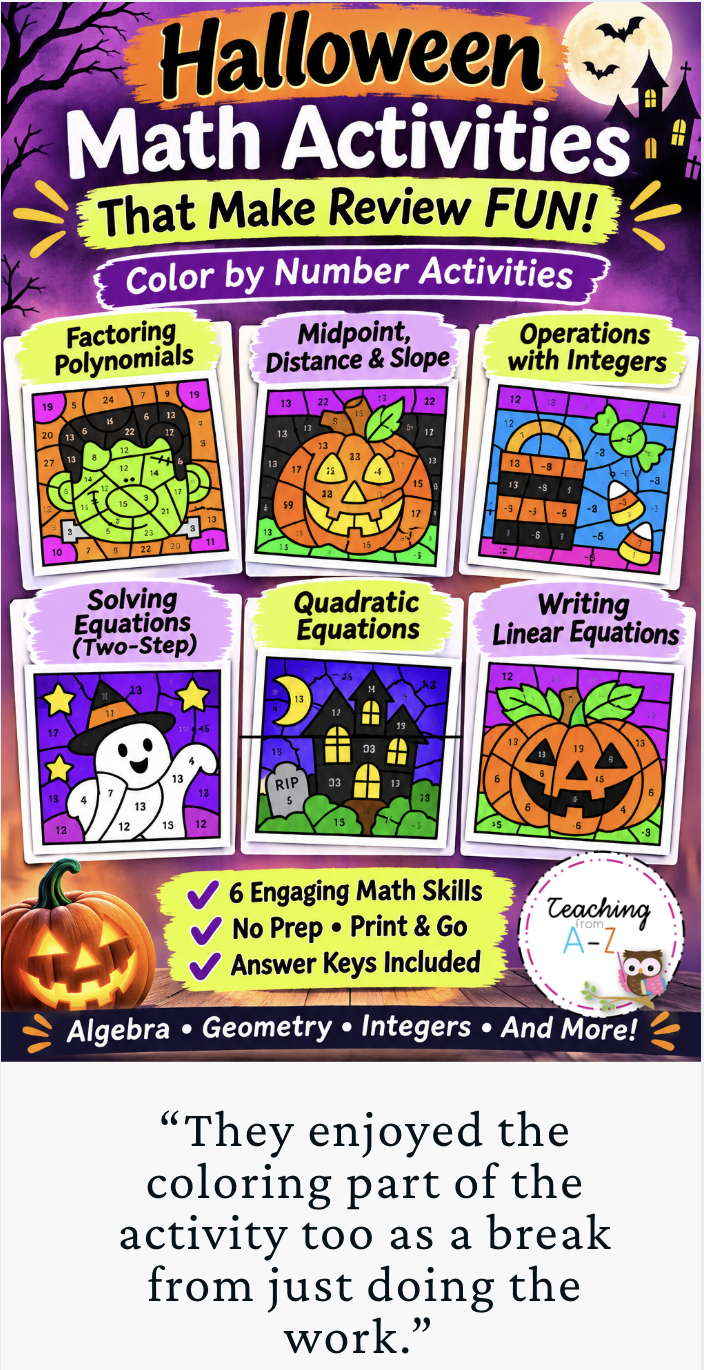 Halloween
Math Activities
That Make Review FUN!
Color by Number Activities
Factoring
Polynomials
Midpoint,
Distance & Slope
Operations
with Integers
Solving
Equations
(Two-Step)
Quadratic
Equations
Writing
Linear Equations
RIP
5
✓ 6 Engaging Math Skills
✓ No Prep • Print & Go
✓ Answer Keys Included
Teaching
from
A-Z
Algebra • Geometry • Integers • And More!
“They enjoyed the
coloring part of the
activity too as a break
from just doing the
work.”